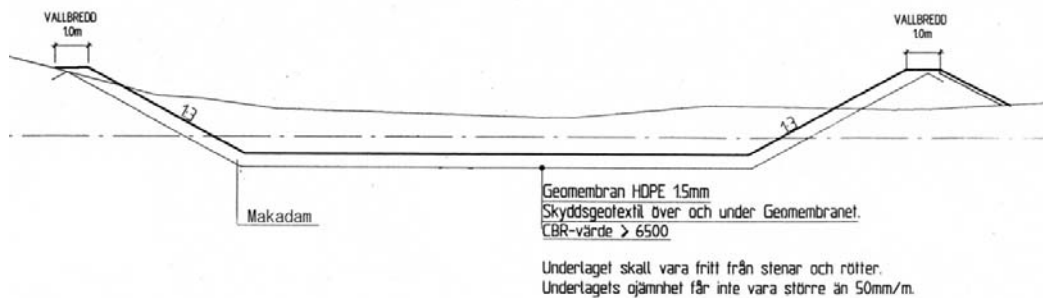 VALLBREDD
1.0m
VALLBREDD
1.0m
1:3
1:3
Makadam
Geomembran HDPE 1.5mm
Skyddsgeotextil över och under Geomembranet.
CBR-värde > 6500
Underlaget skall vara fritt från stenar och rötter.
Underlagets ojämnhet får inte vara större än 50mm/m.